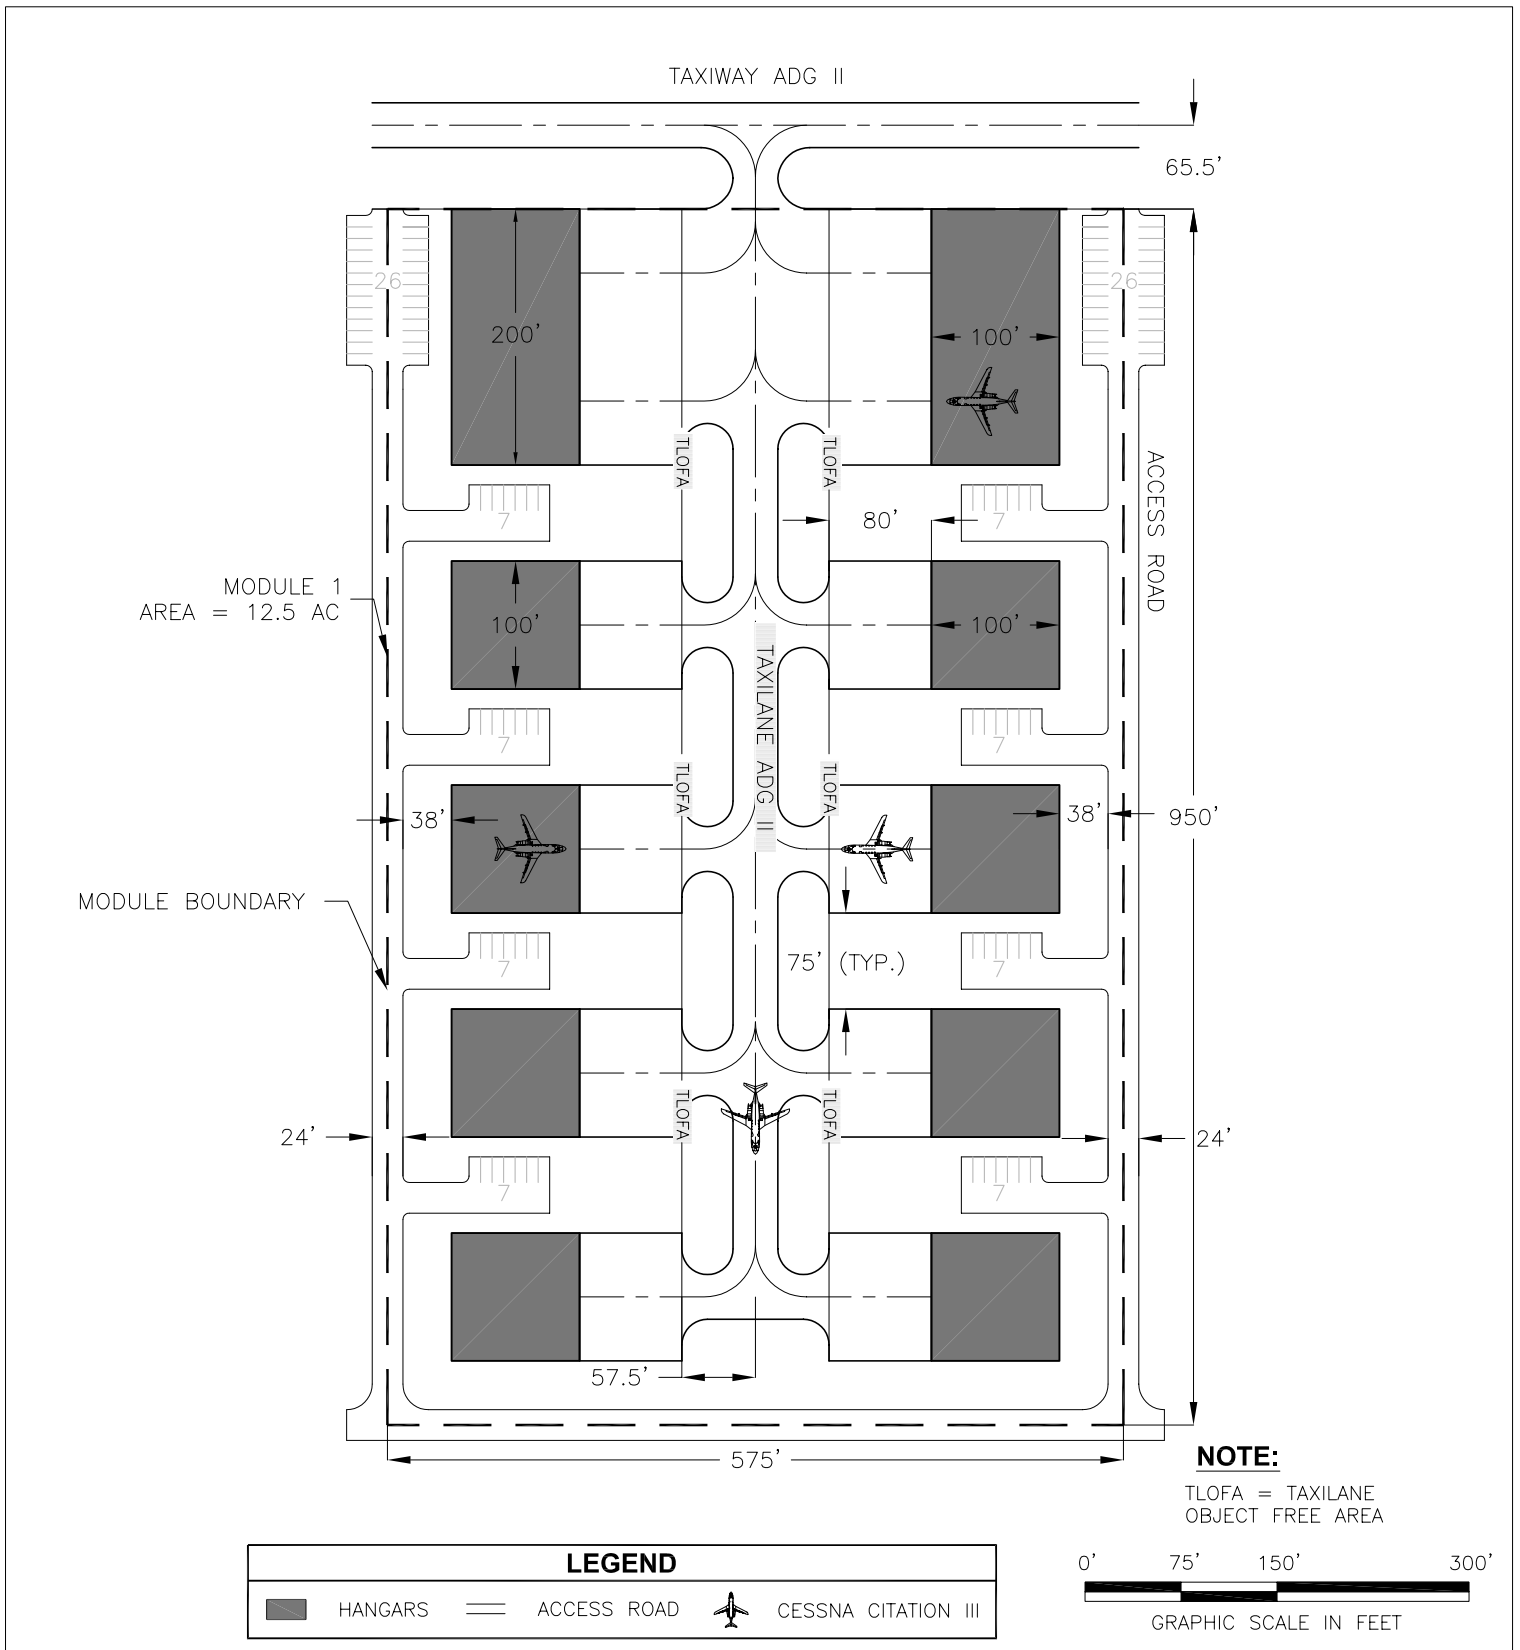 TAXIWAY ADG II
65.5'
26
26
200'
100'
TLOFA
TLOFA
ACCESS ROAD
7
80'
7
MODULE 1
AREA = 12.5 AC
100'
100'
TAXILANE ADG II
7
7
TLOFA
TLOFA
38'
38'
950'
MODULE BOUNDARY
7
75' (TYP.)
7
TLOFA
TLOFA
24'
24'
7
7
57.5'
575'
NOTE:
TLOFA = TAXILANE
OBJECT FREE AREA
LEGEND
HANGARS
ACCESS ROAD
CESSNA CITATION III
0' 75' 150' 300'
GRAPHIC SCALE IN FEET